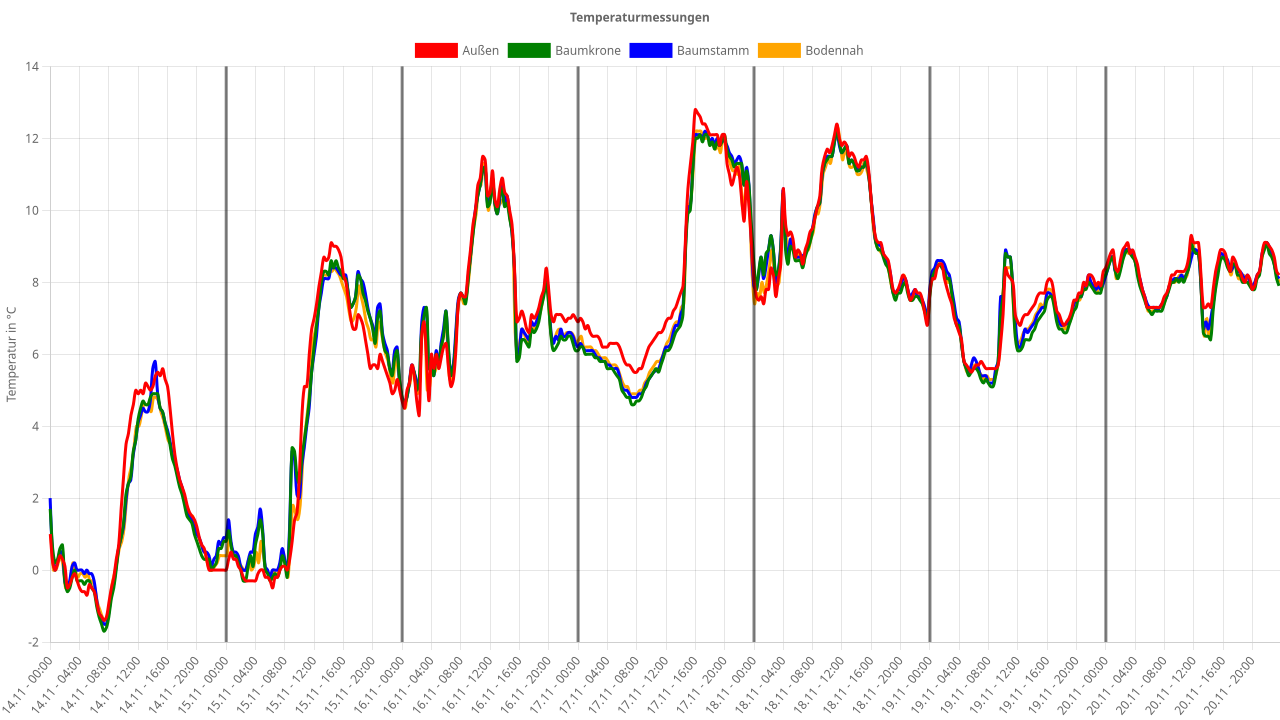 Temperaturmessungen
Außen Baumkrone Baumstamm Bodennah
Temperatur in °C
14
12
10
8
6
4
2
0
-2
14.11 - 00:00 14.11 - 04:00 14.11 - 08:00 14.11 - 12:00 14.11 - 16:00 14.11 - 20:00 15.11 - 00:00 15.11 - 04:00 15.11 - 08:00 15.11 - 12:00 15.11 - 16:00 15.11 - 20:00 16.11 - 00:00 16.11 - 04:00 16.11 - 08:00 16.11 - 12:00 16.11 - 16:00 16.11 - 20:00 17.11 - 00:00 17.11 - 04:00 17.11 - 08:00 17.11 - 12:00 17.11 - 16:00 17.11 - 20:00 18.11 - 00:00 18.11 - 04:00 18.11 - 08:00 18.11 - 12:00 18.11 - 16:00 18.11 - 20:00 19.11 - 00:00 19.11 - 04:00 19.11 - 08:00 19.11 - 12:00 19.11 - 16:00 19.11 - 20:00 20.11 - 00:00 20.11 - 04:00 20.11 - 08:00 20.11 - 12:00 20.11 - 16:00 20.11 - 20:00